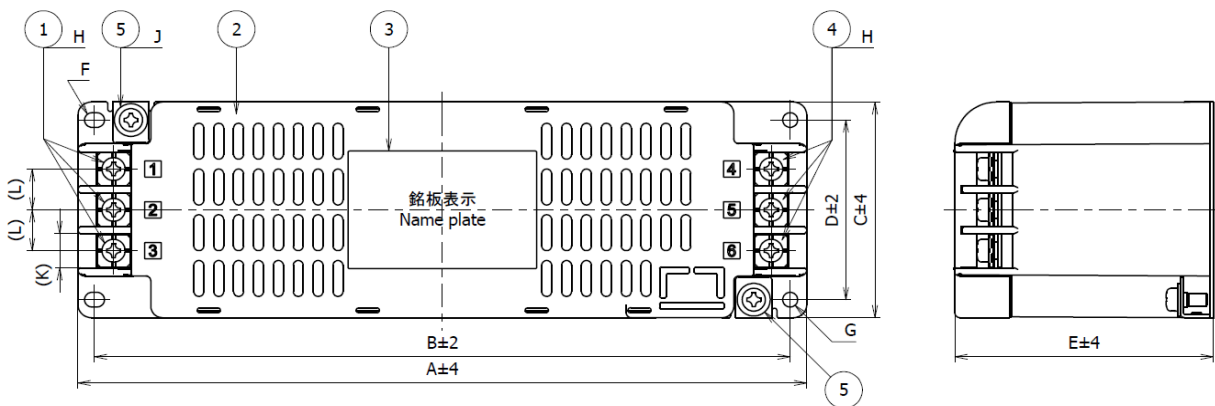 1 H 5 J 2 3 4 H
F
1 4
(L)
銘板表示
Name plate
2 5
D±2
C±4
(L)
3 6
(K)
G
B±2
E±4
A±4
5